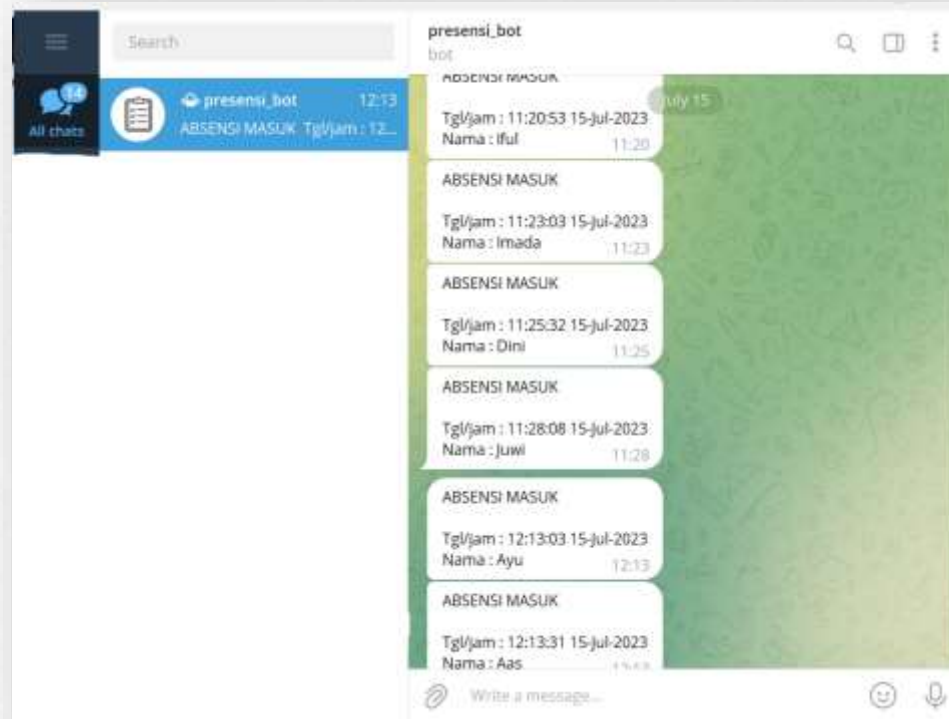 Search
14
All chats
presensi_bot 12:13
ABSENSI MASUK Tgl/jam : 12...
presensi_bot
bot
July 15
ABSENSI MASUK
Tgl/jam : 11:20:53 15-Jul-2023
Nama : Iful 11:20
ABSENSI MASUK
Tgl/jam : 11:23:03 15-Jul-2023
Nama : Imada 11:23
ABSENSI MASUK
Tgl/jam : 11:25:32 15-Jul-2023
Nama : Dini 11:25
ABSENSI MASUK
Tgl/jam : 11:28:08 15-Jul-2023
Nama : Juwi 11:28
ABSENSI MASUK
Tgl/jam : 12:13:03 15-Jul-2023
Nama : Ayu 12:13
ABSENSI MASUK
Tgl/jam : 12:13:31 15-Jul-2023
Nama : Aas 12:13
Write a message...